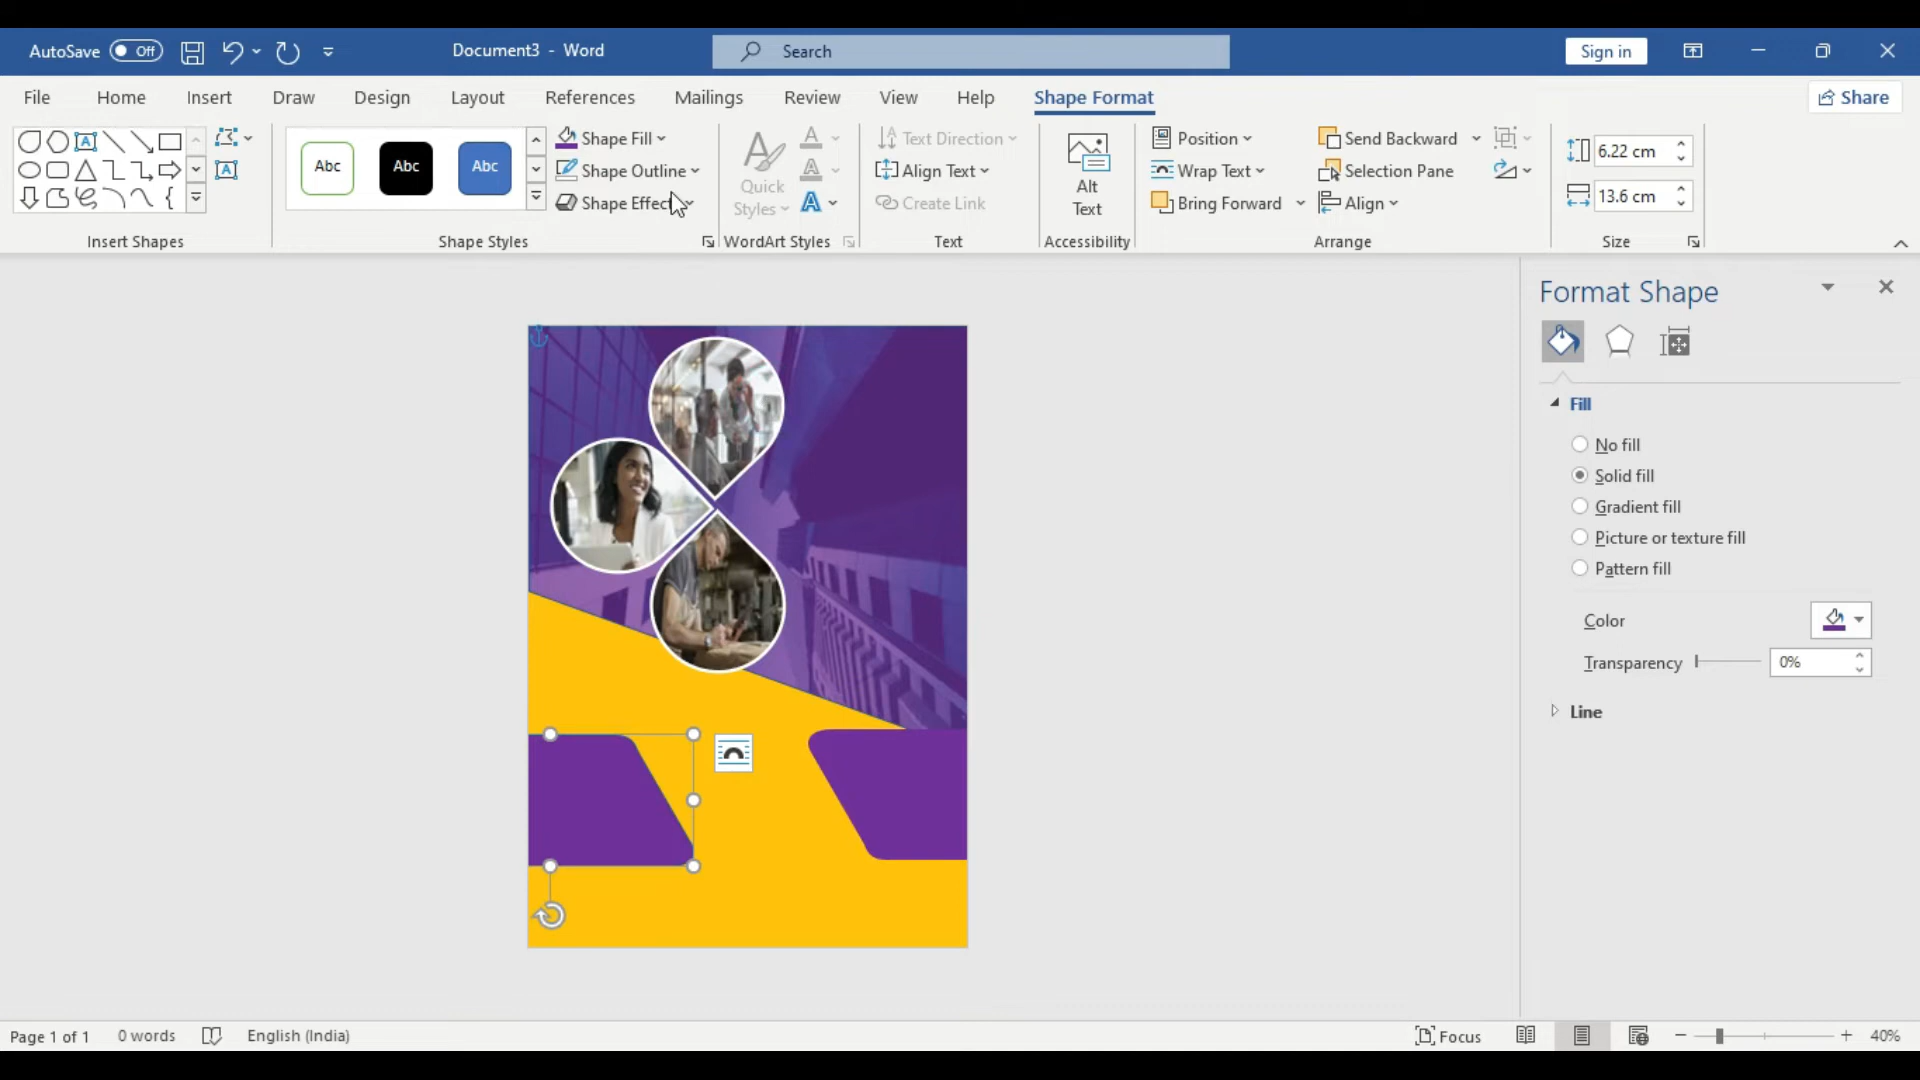 AutoSave Off Document3 - Word Search Sign in
File Home Insert Draw Design Layout References Mailings Review View Help Shape Format Share
Abc Abc Abc
Shape Fill
Shape Outline
Shape Effect
Insert Shapes
Shape Styles
Quick
Styles
WordArt Styles
Text Direction
Align Text
Create Link
Text
Alt
Text
Accessibility
Position
Wrap Text
Bring Forward
Send Backward
Selection Pane
Align
Arrange
6.22 cm
13.6 cm
Size
Format Shape
Fill
No fill
Solid fill
Gradient fill
Picture or texture fill
Pattern fill
Color
Transparency 0%
Line
Page 1 of 1 0 words English (India) Focus 40%